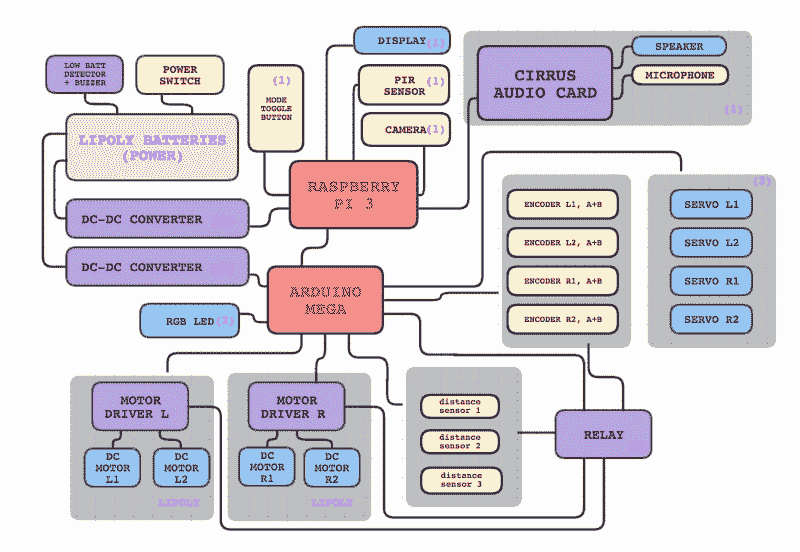 DISPLAY(1)
LOW BATT
DETECTOR
+ BUZZER
POWER
SWITCH
(1)
MODE
TOGGLE
BUTTON
PIR
SENSOR
(1)
CAMERA(1)
CIRRUS
AUDIO CARD
SPEAKER
MICROPHONE
(1)
LIPOLY BATTERIES
(POWER)
RASPBERRY
PI 3
DC-DC CONVERTER
DC-DC CONVERTER
ARDUINO
MEGA
RGB LED(2)
ENCODER L1, A+B
ENCODER L2, A+B
ENCODER R1, A+B
ENCODER R2, A+B
SERVO L1
SERVO L2
SERVO R1
SERVO R2
MOTOR
DRIVER L
DC
MOTOR
L1
DC
MOTOR
L2
LIPOLY
MOTOR
DRIVER R
DC
MOTOR
R1
DC
MOTOR
R2
LIPOLY
distance
sensor 1
distance
sensor 2
distance
sensor 3
RELAY